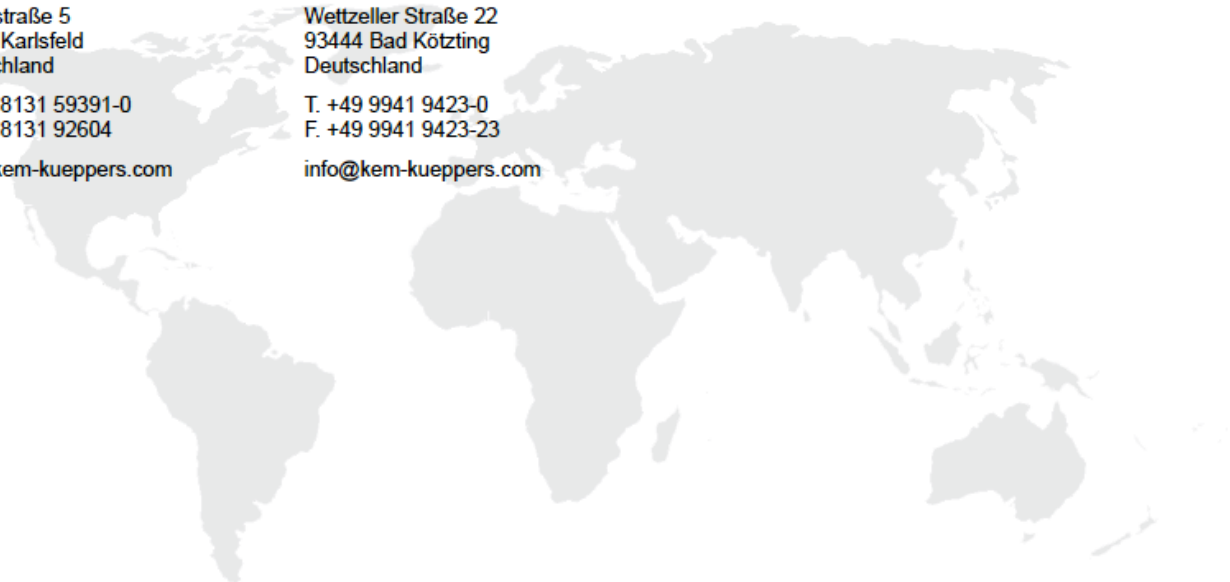 straße 5
Karlsfeld
chland
8131 59391-0
8131 92604
kem-kueppers.com
Wettzeller Straße 22
93444 Bad Kötzting
Deutschland
T. +49 9941 9423-0
F. +49 9941 9423-23
info@kem-kueppers.com